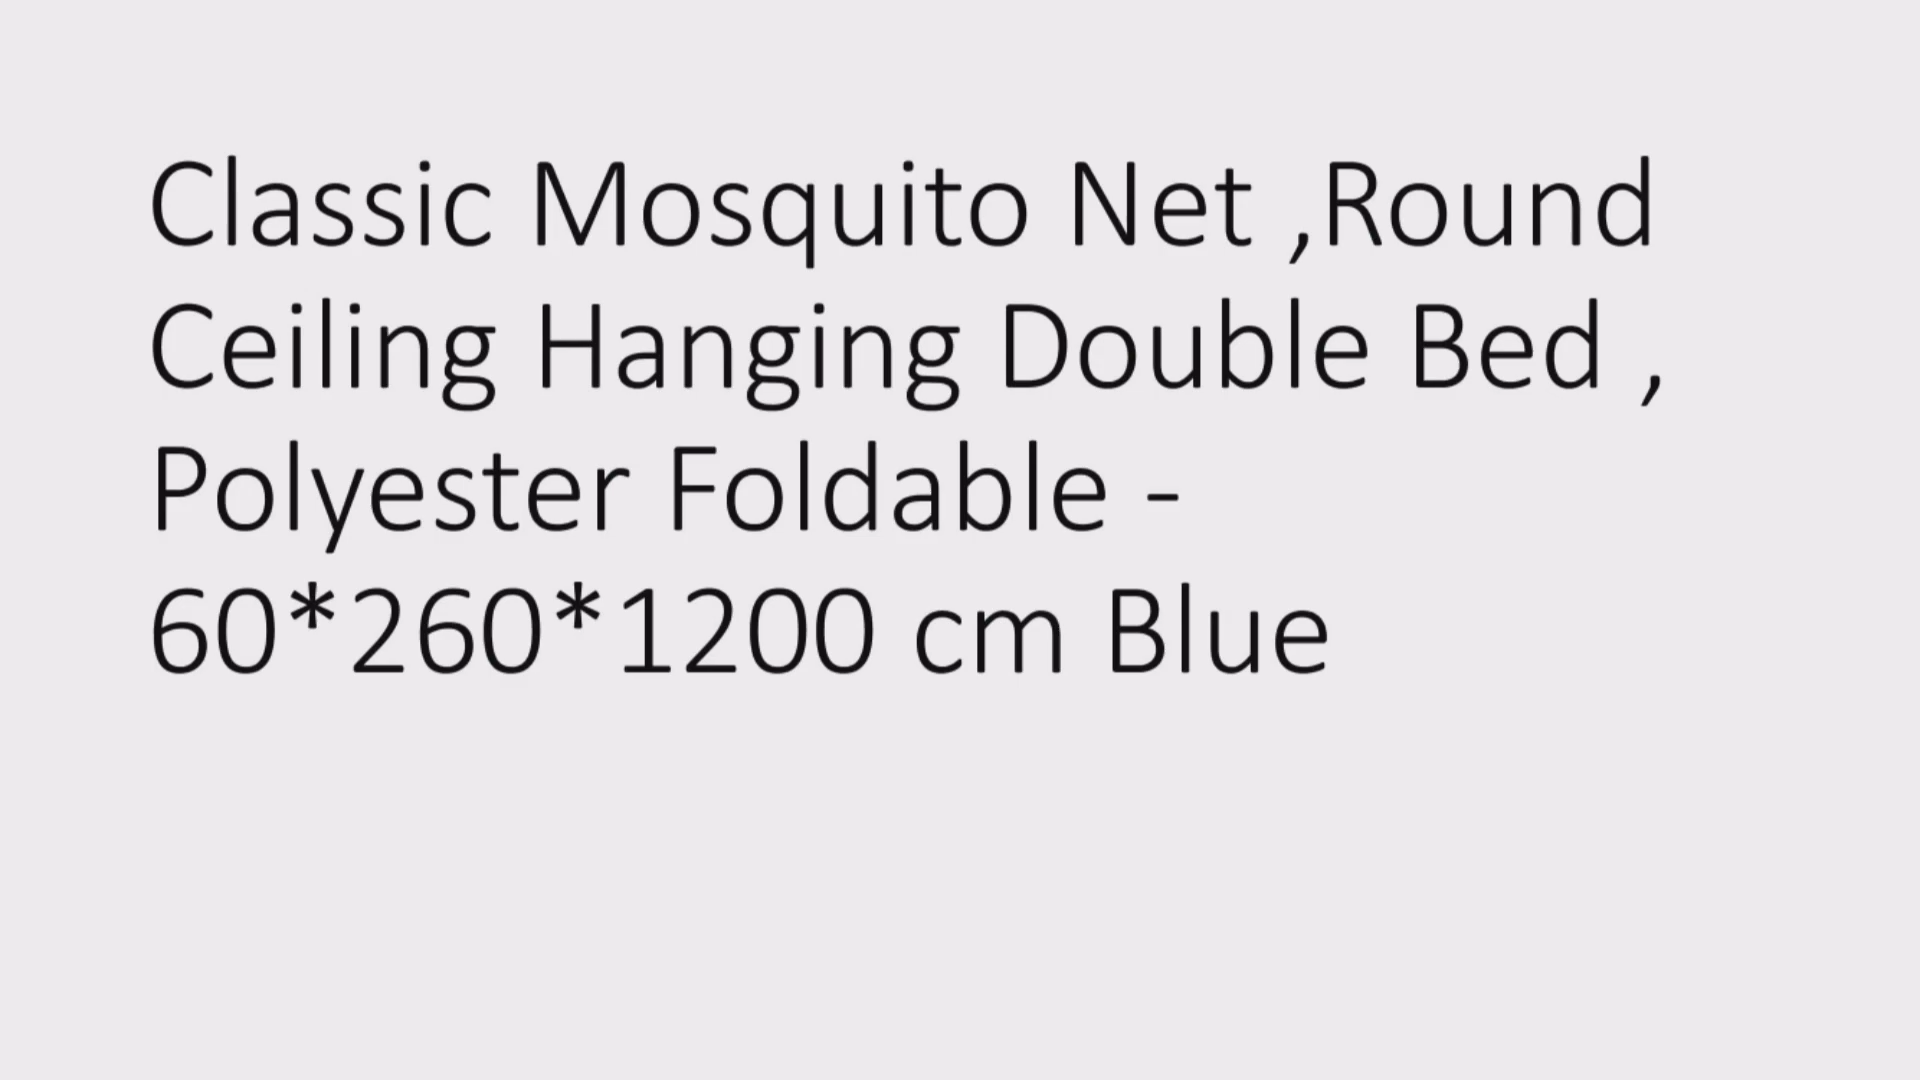 Classic Mosquito Net ,Round
Ceiling Hanging Double Bed ,
Polyester Foldable -
60*260*1200 cm Blue